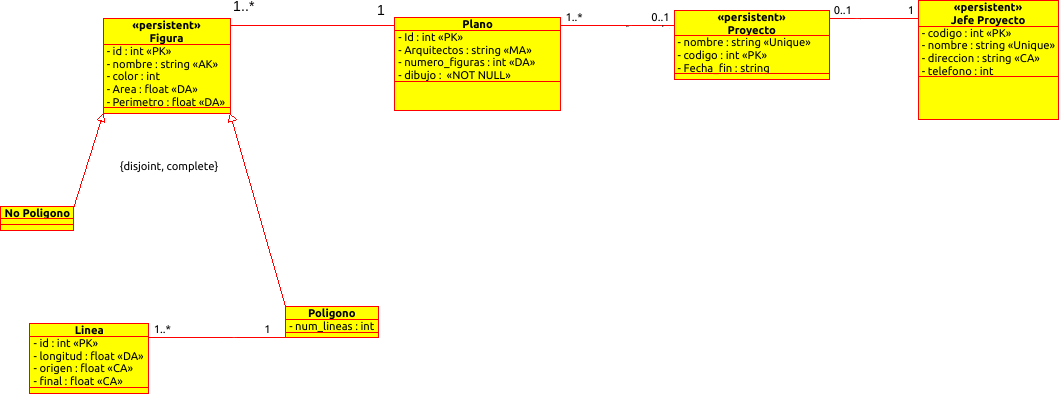 «persistent»
Figura
- id : int «PK»
- nombre : string «AK»
- color : int
- Area : float «DA»
- Perimetro : float «DA»
1..*
1
Plano
- Id : int «PK»
- Arquitectos : string «MA»
- numero_figuras : int «DA»
- dibujo :  «NOT NULL»
1..*
0..1
«persistent»
Proyecto
- nombre : string «Unique»
- codigo : int «PK»
- Fecha_fin : string
0..1
1
«persistent»
Jefe Proyecto
- codigo : int «PK»
- nombre : string «Unique»
- direccion : string «CA»
- telefono : int
{disjoint, complete}
No Poligono
Poligono
- num_lineas : int
Linea
- id : int «PK»
- longitud : float «DA»
- origen : float «CA»
- final : float «CA»
1..*
1